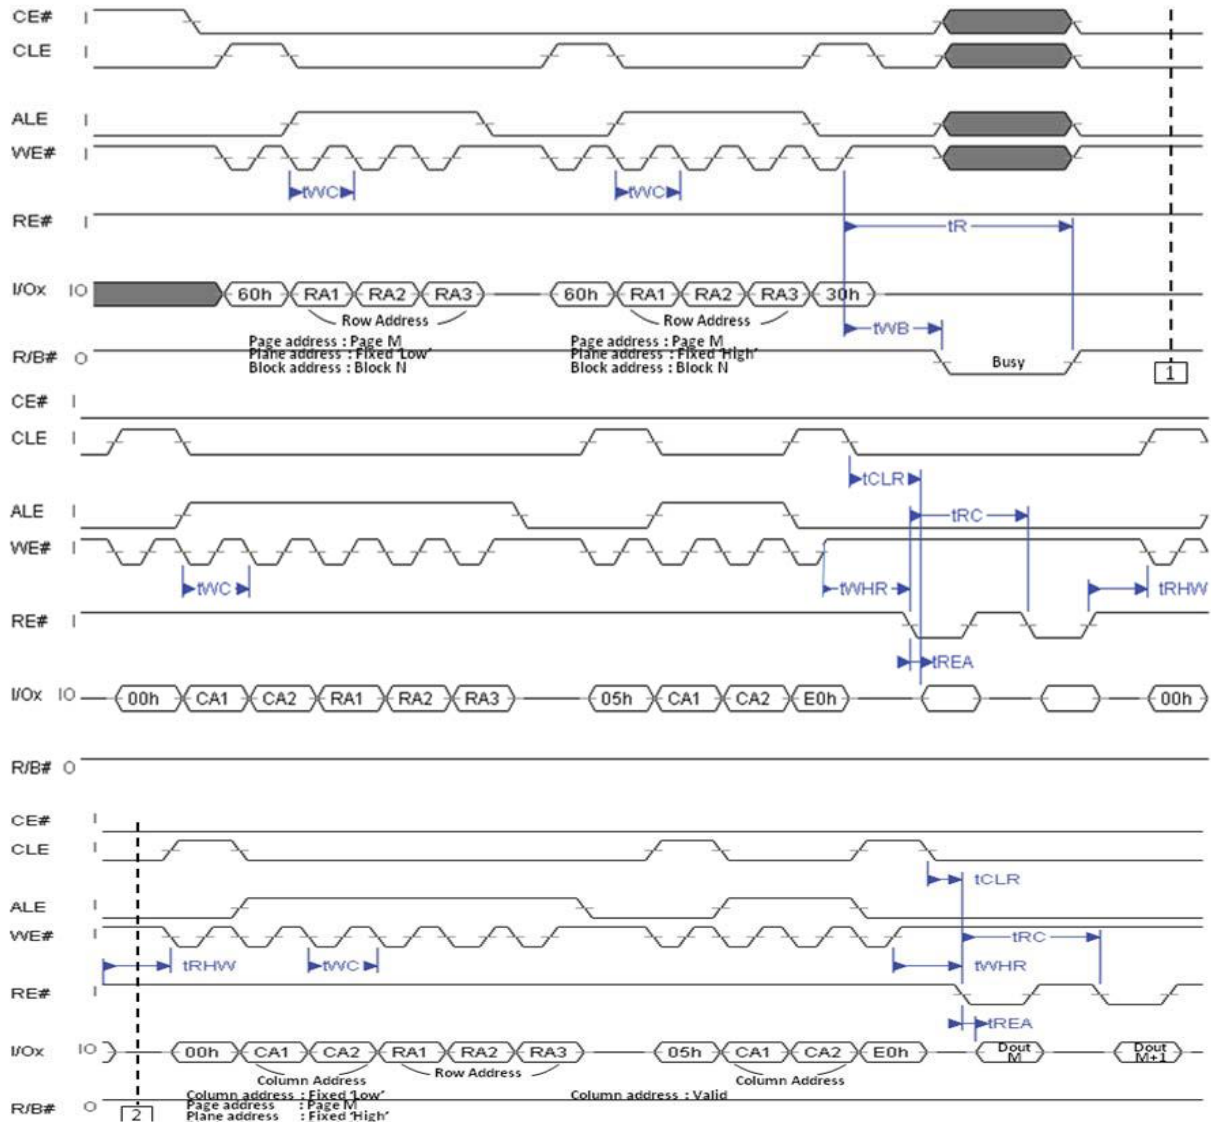 CE# I
CLE I
ALE I
WE# I
tWC tWC
RE# I
tR
I/Ox IO 60h RA1 RA2 RA3 60h RA1 RA2 RA3 30h
Row Address Row Address
tWB
Page address : Page M Page address : Page M
Plane address : Fixed 'Low' Plane address : Fixed 'High'
Block address : Block N Block address : Block N
R/B# O Busy
1
CE# I
CLE I
tCLR
ALE I
tRC
WE# I
tWC tWHR tRHW
RE# I
tREA
I/Ox IO 00h CA1 CA2 RA1 RA2 RA3 05h CA1 CA2 E0h 00h
R/B# O
CE# I
CLE I
tCLR
ALE I
WE# I
tRC
tRHW tWC tWHR
RE# I
tREA
I/Ox IO 00h CA1 CA2 RA1 RA2 RA3 05h CA1 CA2 E0h Dout M Dout M+1
Column Address Row Address Column Address
Column address : Fixed 'Low' Column address : Valid
Page address : Page M
R/B# O
2
Plane address : Fixed 'High'